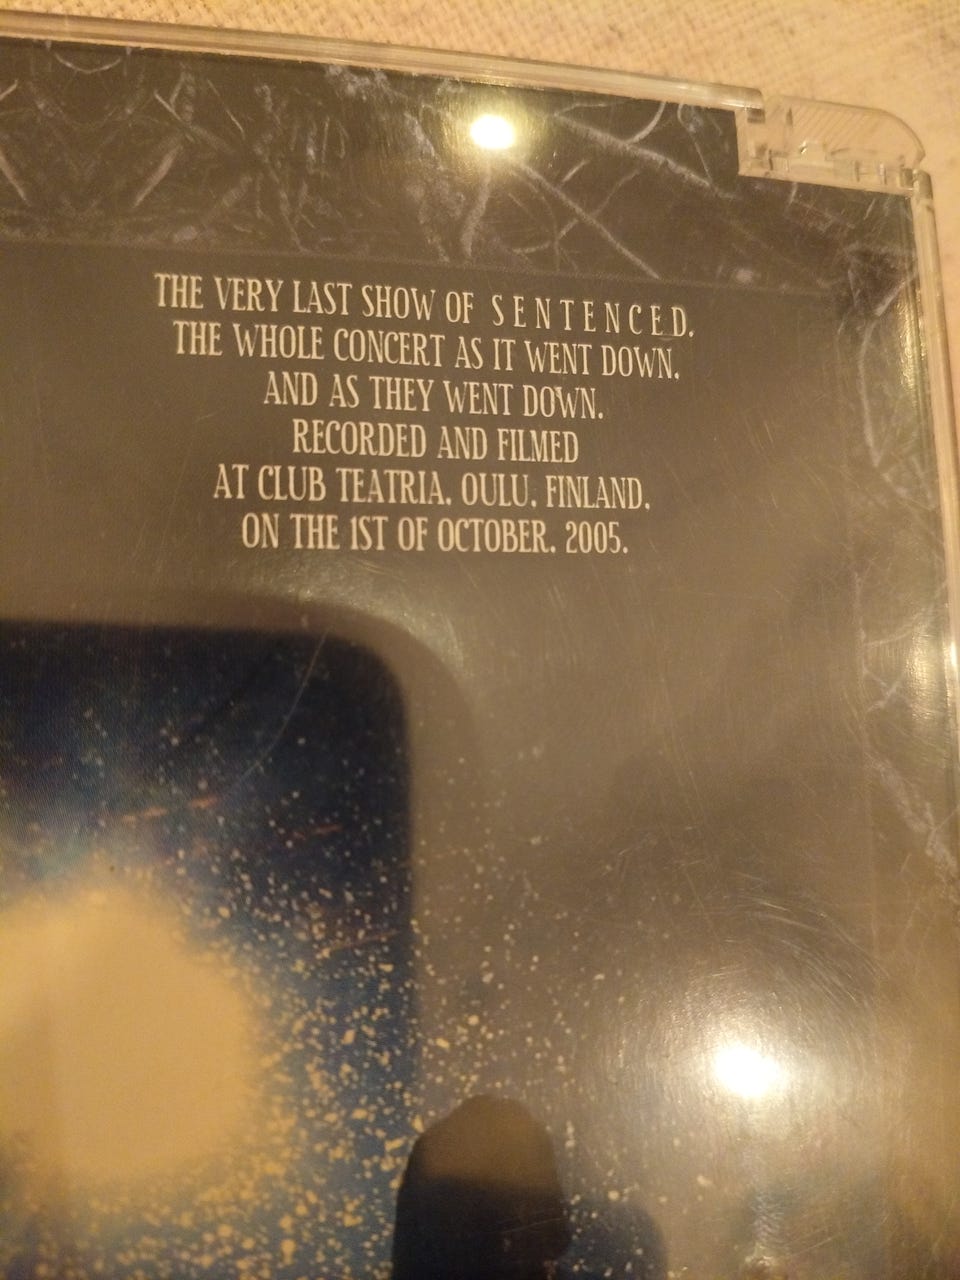 THE VERY LAST SHOW OF S E N T E N C E D.
THE WHOLE CONCERT AS IT WENT DOWN.
AND AS THEY WENT DOWN.
RECORDED AND FILMED
AT CLUB TEATRIA. OULU. FINLAND.
ON THE 1ST OF OCTOBER. 2005.